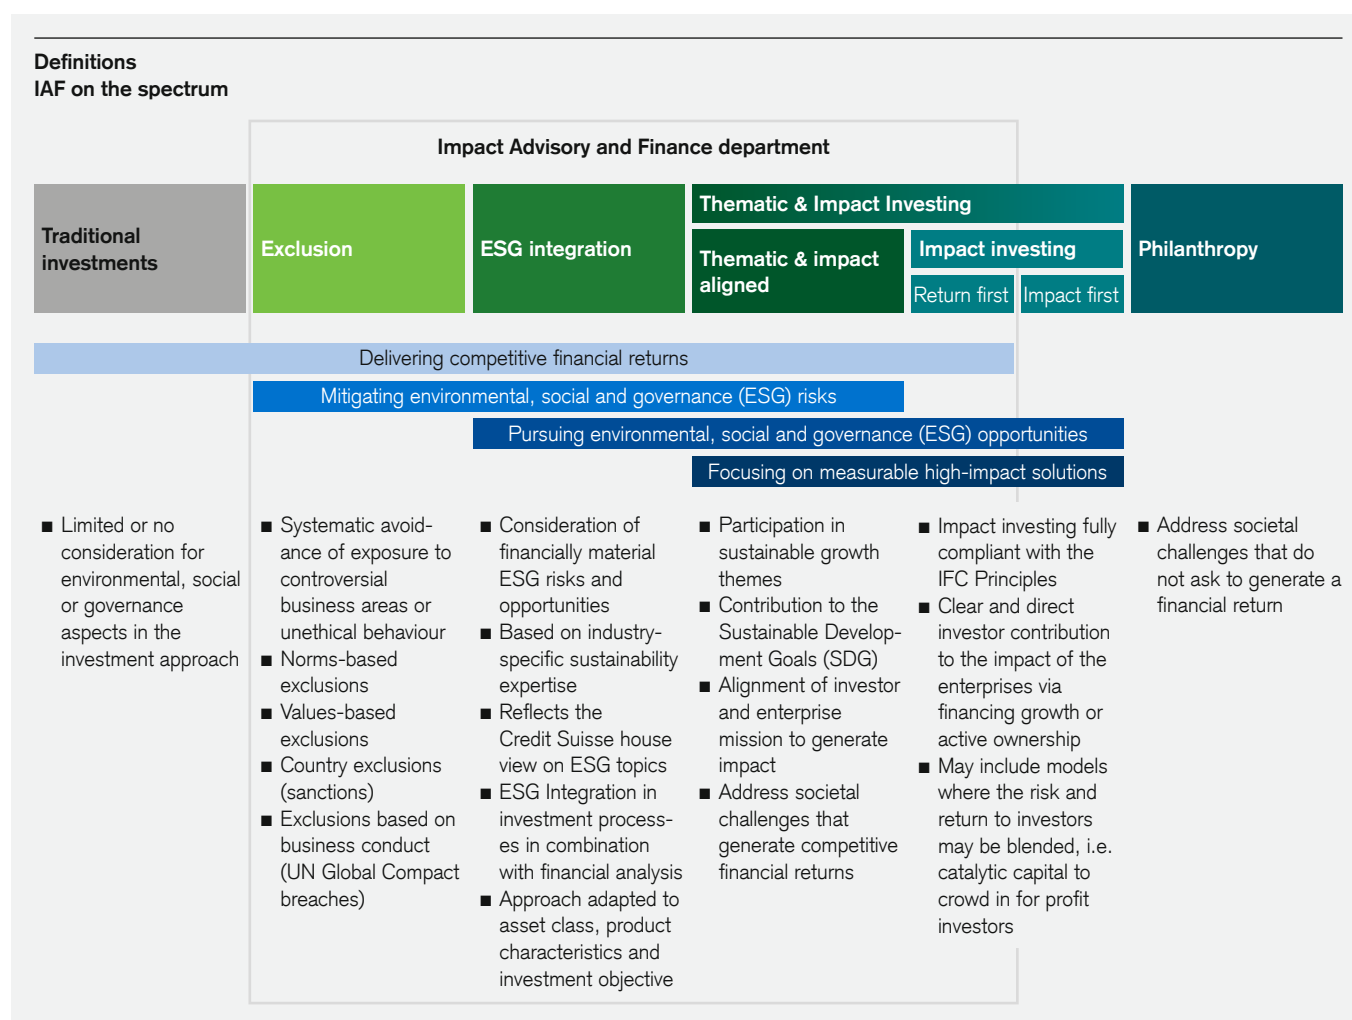 Definitions
IAF on the spectrum
Impact Advisory and Finance department
Traditional
investments
Exclusion
ESG integration
Thematic & Impact Investing
Thematic & impact
aligned
Impact investing
Return first
Impact first
Philanthropy
Delivering competitive financial returns
Mitigating environmental, social and governance (ESG) risks
Pursuing environmental, social and governance (ESG) opportunities
Focusing on measurable high-impact solutions
■ Limited or no
consideration for
environmental, social
or governance
aspects in the
investment approach
■ Systematic avoid-
ance of exposure to
controversial
business areas or
unethical behaviour
■ Norms-based
exclusions
■ Values-based
exclusions
■ Country exclusions
(sanctions)
■ Exclusions based on
business conduct
(UN Global Compact
breaches)
■ Consideration of
financially material
ESG risks and
opportunities
■ Based on industry-
specific sustainability
expertise
■ Reflects the
Credit Suisse house
view on ESG topics
■ ESG Integration in
investment process-
es in combination
with financial analysis
■ Approach adapted to
asset class, product
characteristics and
investment objective
■ Participation in
sustainable growth
themes
■ Contribution to the
Sustainable Develop-
ment Goals (SDG)
■ Alignment of investor
and enterprise
mission to generate
impact
■ Address societal
challenges that
generate competitive
financial returns
■ Impact investing fully
compliant with the
IFC Principles
■ Clear and direct
investor contribution
to the impact of the
enterprises via
financing growth or
active ownership
■ May include models
where the risk and
return to investors
may be blended, i.e.
catalytic capital to
crowd in for profit
investors
■ Address societal
challenges that do
not ask to generate a
financial return